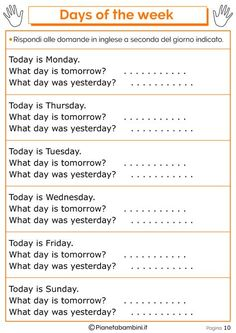 Days of the week
Rispondi alle domande in inglese a seconda del giorno indicato.
Today is Monday.
What day is tomorrow? . . . . . . . . . . .
What day was yesterday? . . . . . . . . . . .
Today is Thursday.
What day is tomorrow? . . . . . . . . . . .
What day was yesterday? . . . . . . . . . . .
Today is Tuesday.
What day is tomorrow? . . . . . . . . . . .
What day was yesterday? . . . . . . . . . . .
Today is Wednesday.
What day is tomorrow? . . . . . . . . . . .
What day was yesterday? . . . . . . . . . . .
Today is Friday.
What day is tomorrow? . . . . . . . . . . .
What day was yesterday? . . . . . . . . . . .
Today is Sunday.
What day is tomorrow? . . . . . . . . . . .
What day was yesterday? . . . . . . . . . . .
©Pianetabambini.it
Pagina 10